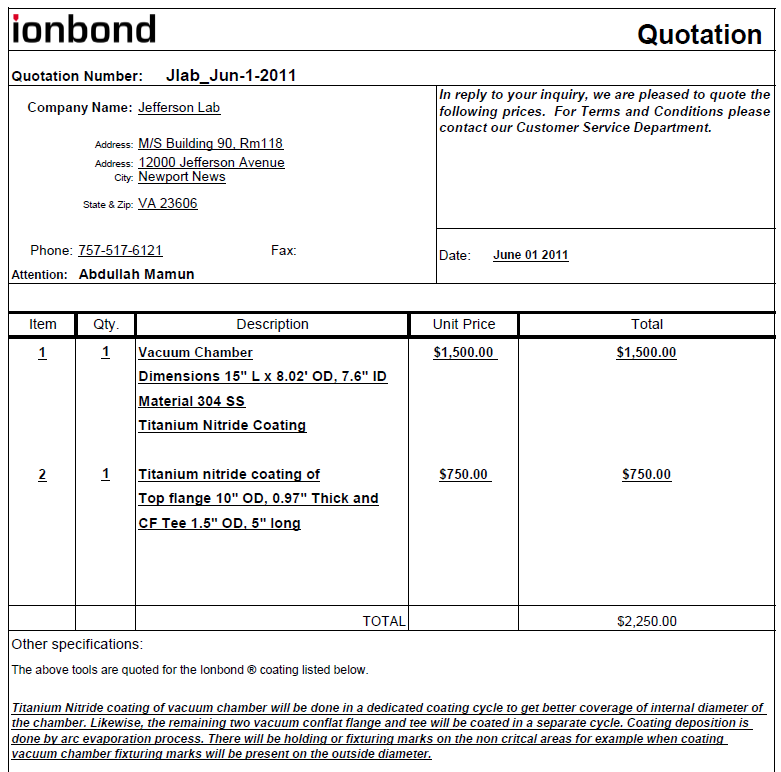 ionbond
Quotation
Quotation Number: Jlab_Jun-1-2011
Company Name: Jefferson Lab
Address: M/S Building 90, Rm118
Address: 12000 Jefferson Avenue
City: Newport News
State & Zip: VA 23606
Phone: 757-517-6121 Fax:
Attention: Abdullah Mamun
In reply to your inquiry, we are pleased to quote the
following prices. For Terms and Conditions please
contact our Customer Service Department.
Date: June 01 2011
Item Qty. Description Unit Price Total
1 1 Vacuum Chamber $1,500.00 $1,500.00
Dimensions 15" L x 8.02' OD, 7.6" ID
Material 304 SS
Titanium Nitride Coating
2 1 Titanium nitride coating of $750.00 $750.00
Top flange 10" OD, 0.97" Thick and
CF Tee 1.5" OD, 5" long
TOTAL $2,250.00
Other specifications:
The above tools are quoted for the Ionbond ® coating listed below.
Titanium Nitride coating of vacuum chamber will be done in a dedicated coating cycle to get better coverage of internal diameter of
the chamber. Likewise, the remaining two vacuum conflat flange and tee will be coated in a separate cycle. Coating deposition is
done by arc evaporation process. There will be holding or fixturing marks on the non critcal areas for example when coating
vacuum chamber fixturing marks will be present on the outside diameter.